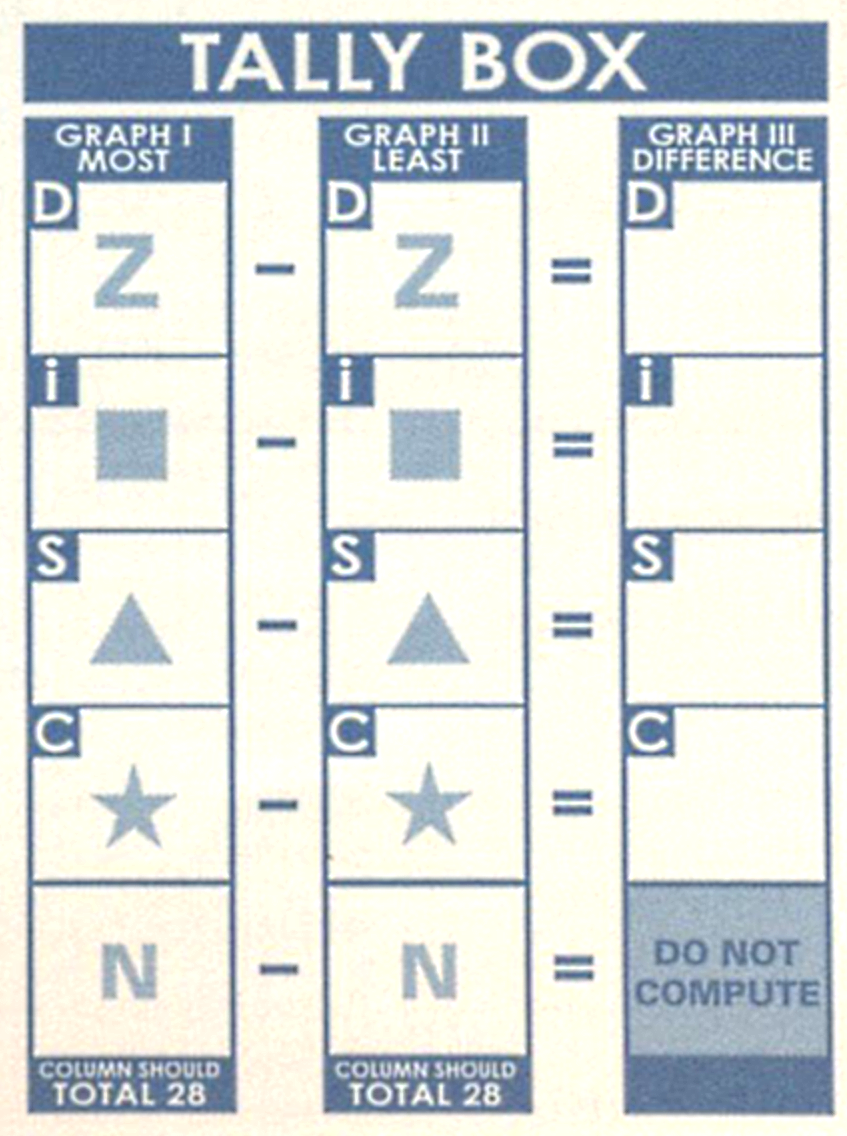 TALLY BOX
GRAPH I
MOST
GRAPH II
LEAST
GRAPH III
DIFFERENCE
D
Z
-
D
Z
=
D
i
-
i
=
i
S
-
S
=
S
C
-
C
=
C
N
-
N
=
DO NOT
COMPUTE
COLUMN SHOULD
TOTAL 28
COLUMN SHOULD
TOTAL 28